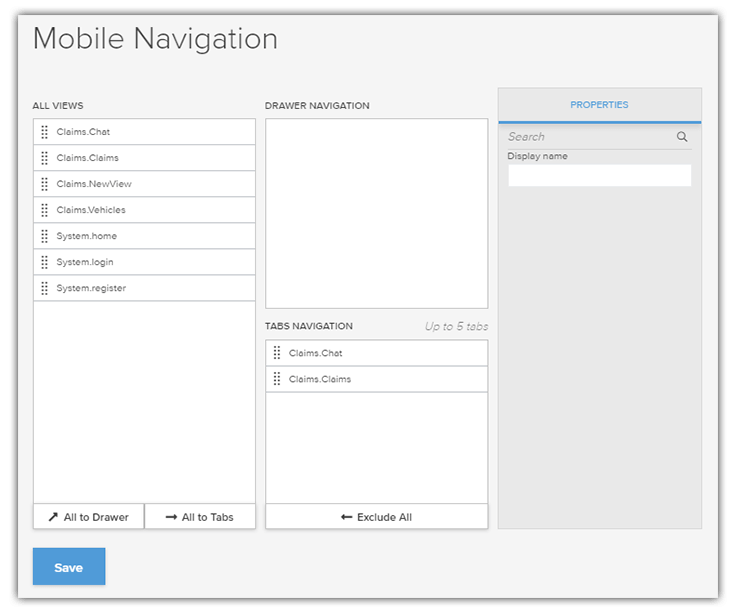 Mobile Navigation
ALL VIEWS
Claims.Chat
Claims.Claims
Claims.NewView
Claims.Vehicles
System.home
System.login
System.register
All to Drawer
All to Tabs
DRAWER NAVIGATION
TABS NAVIGATION
Up to 5 tabs
Claims.Chat
Claims.Claims
Exclude All
PROPERTIES
Search
Display name
Save